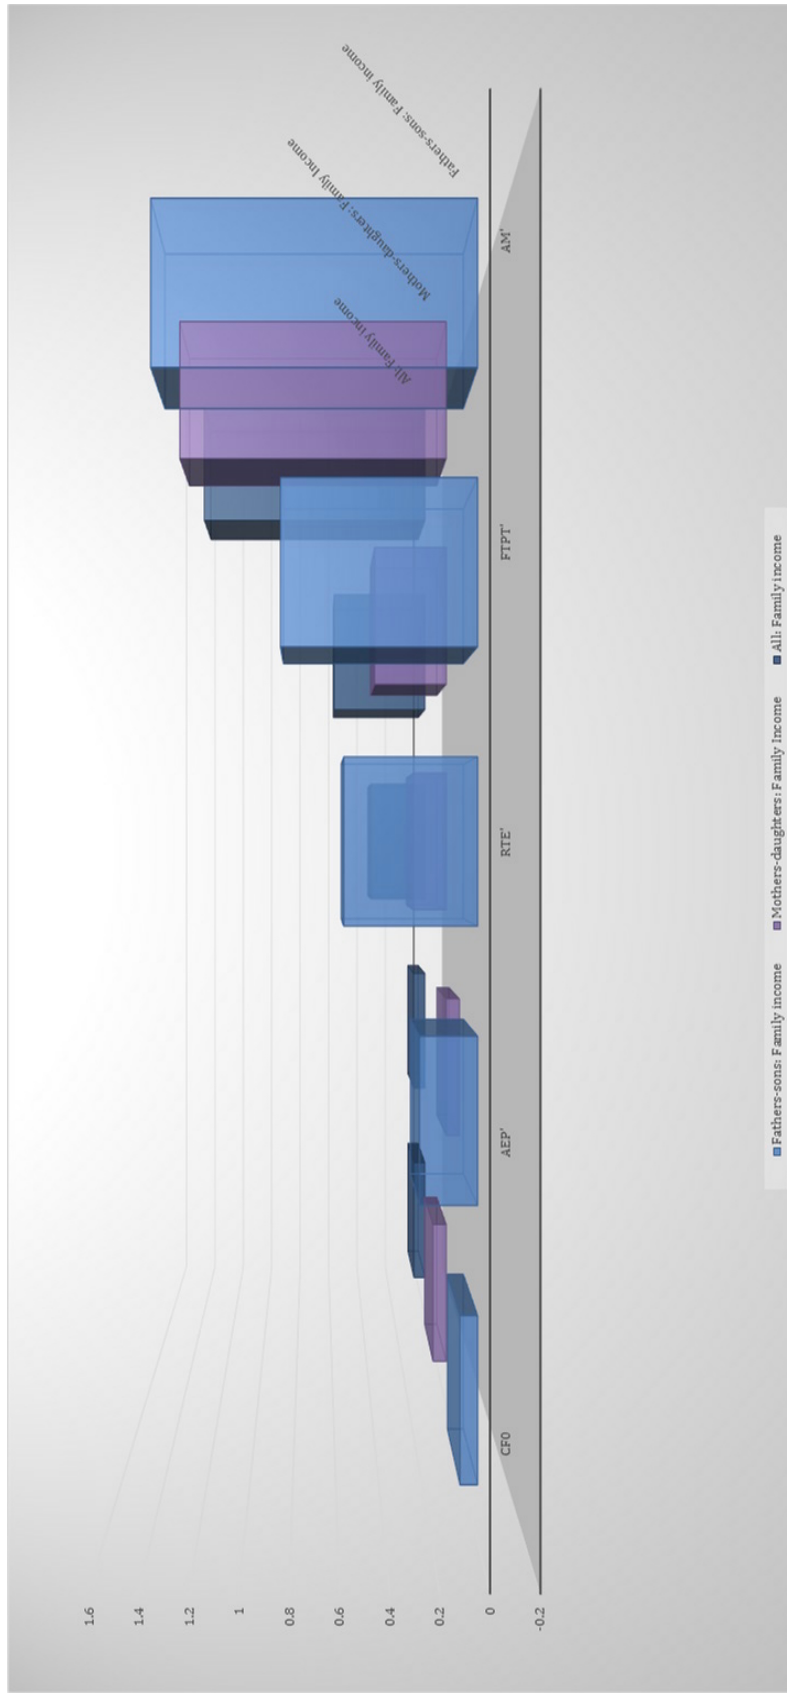 1.6
1.4
1.2
1
0.8
0.6
0.4
0.2
0
-0.2
CF0
AEP'
RTE'
FTPT'
AM'
All: Family Income
Mothers-daughters: Family Income
Fathers-sons: Family income
Fathers-sons: Family income
Mothers-daughters: Family Income
All: Family income